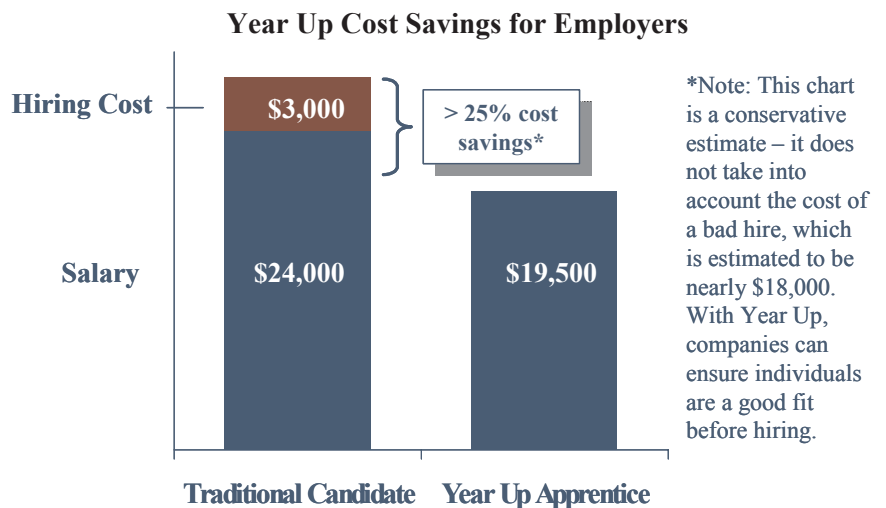 Year Up Cost Savings for Employers
Hiring Cost
$3,000
> 25% cost
savings*
Salary
$24,000
$19,500
*Note: This chart
is a conservative
estimate – it does
not take into
account the cost of
a bad hire, which
is estimated to be
nearly $18,000.
With Year Up,
companies can
ensure individuals
are a good fit
before hiring.
Traditional Candidate
Year Up Apprentice